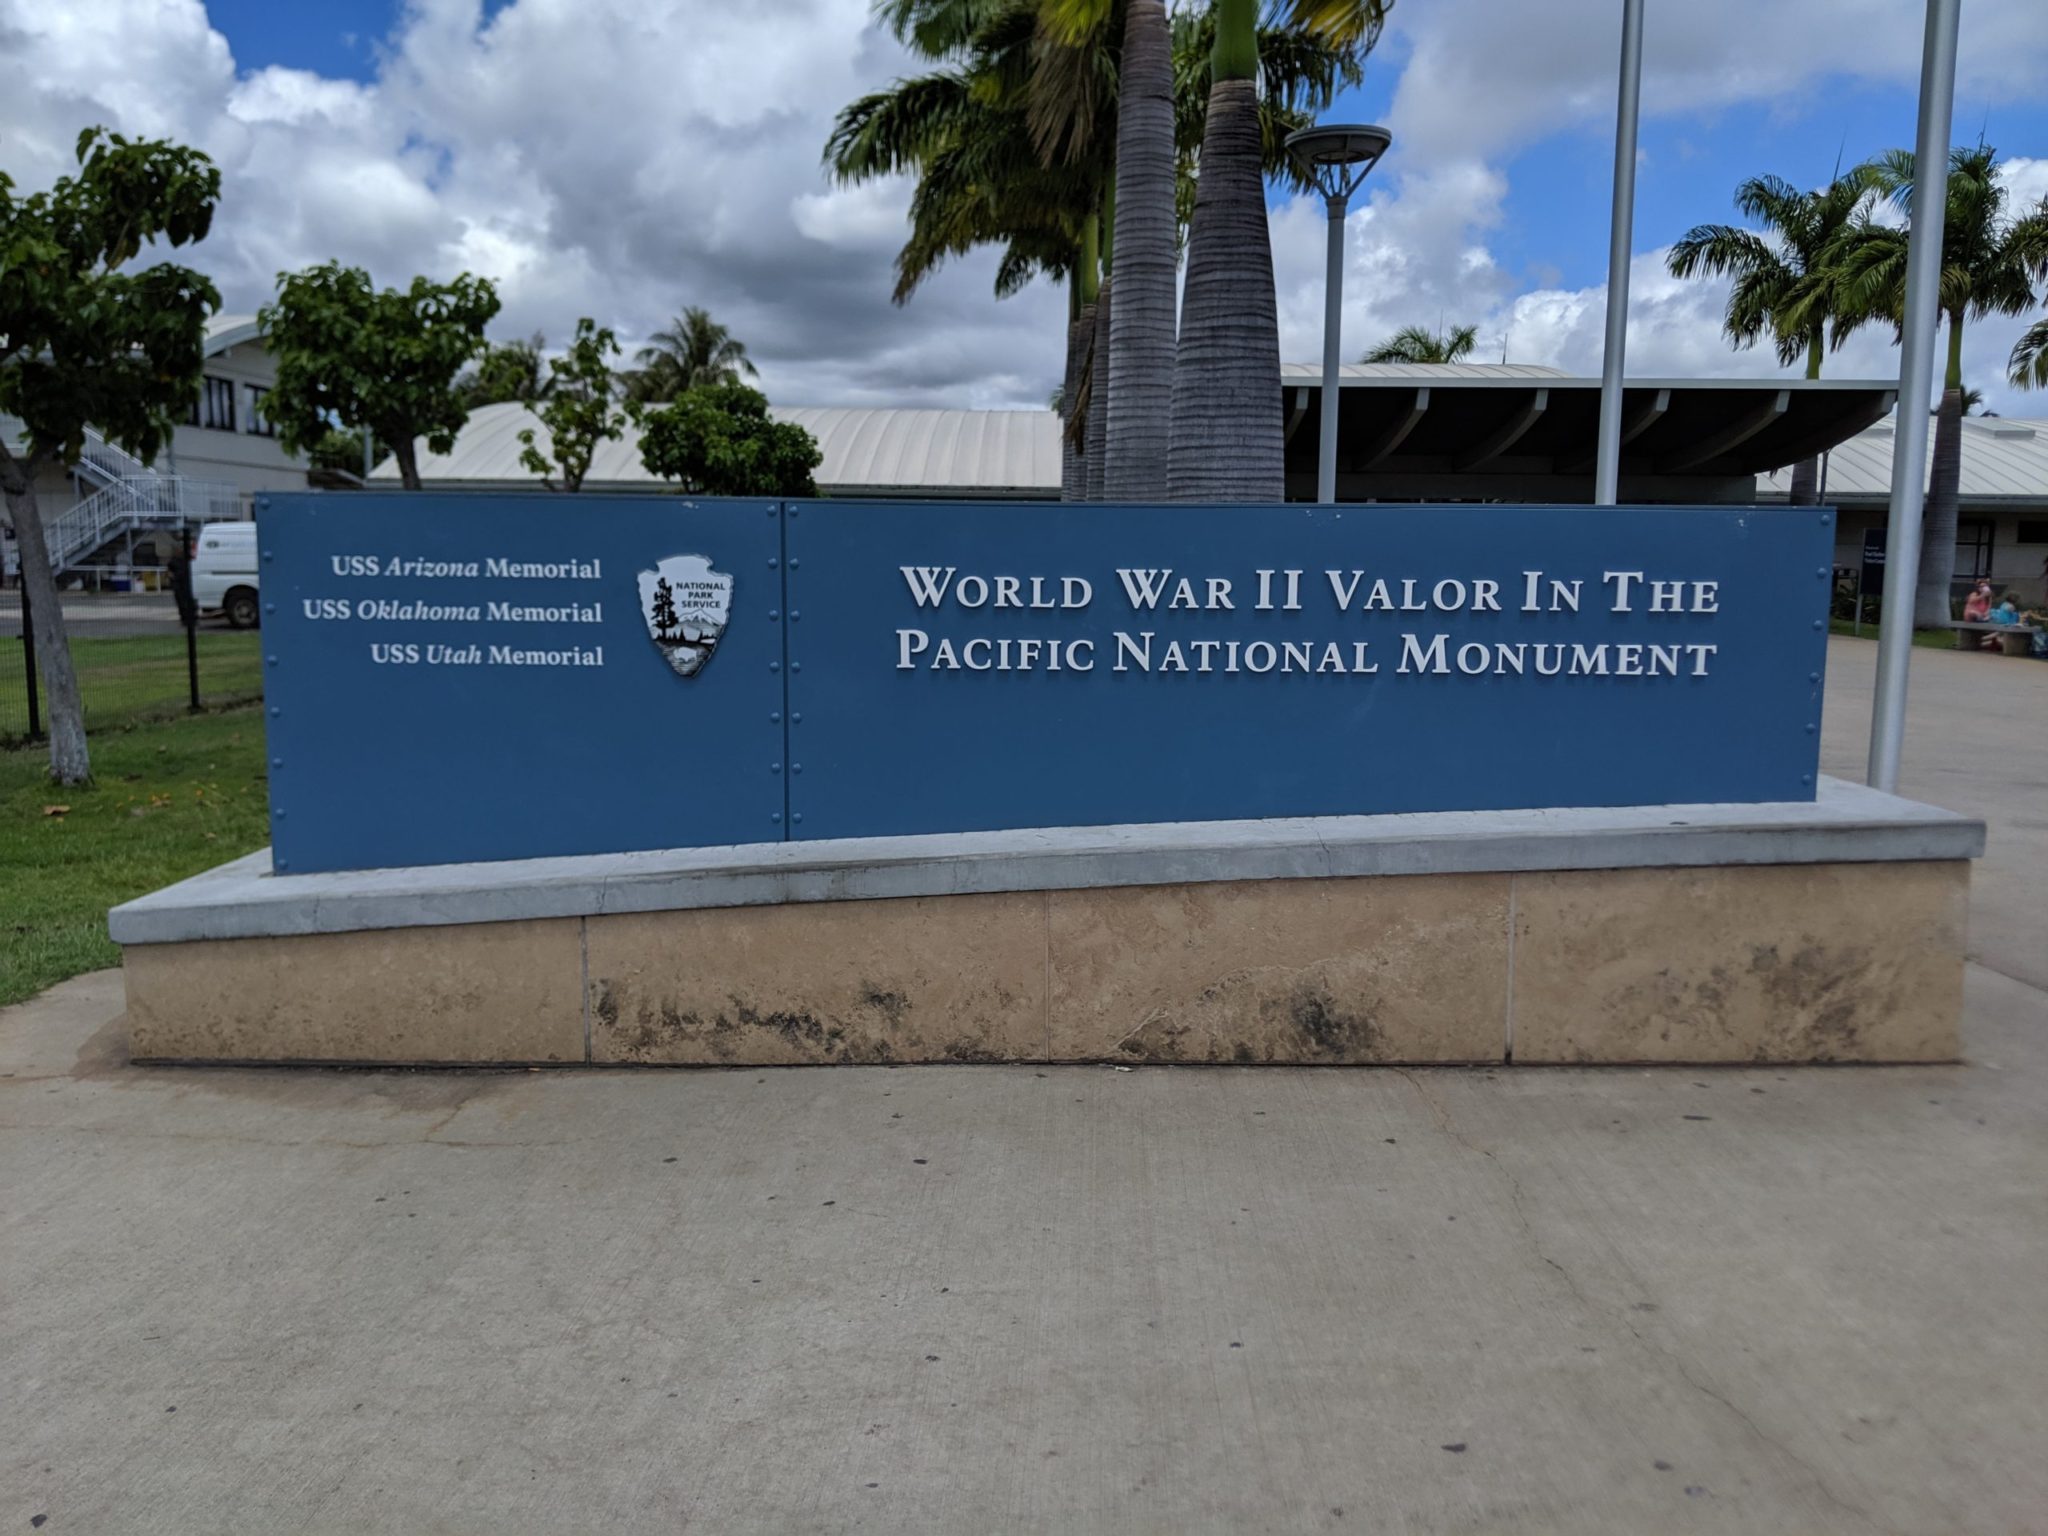 USS Arizona Memorial
USS Oklahoma Memorial
USS Utah Memorial
NATIONAL
PARK
SERVICE
WORLD WAR II VALOR IN THE
PACIFIC NATIONAL MONUMENT